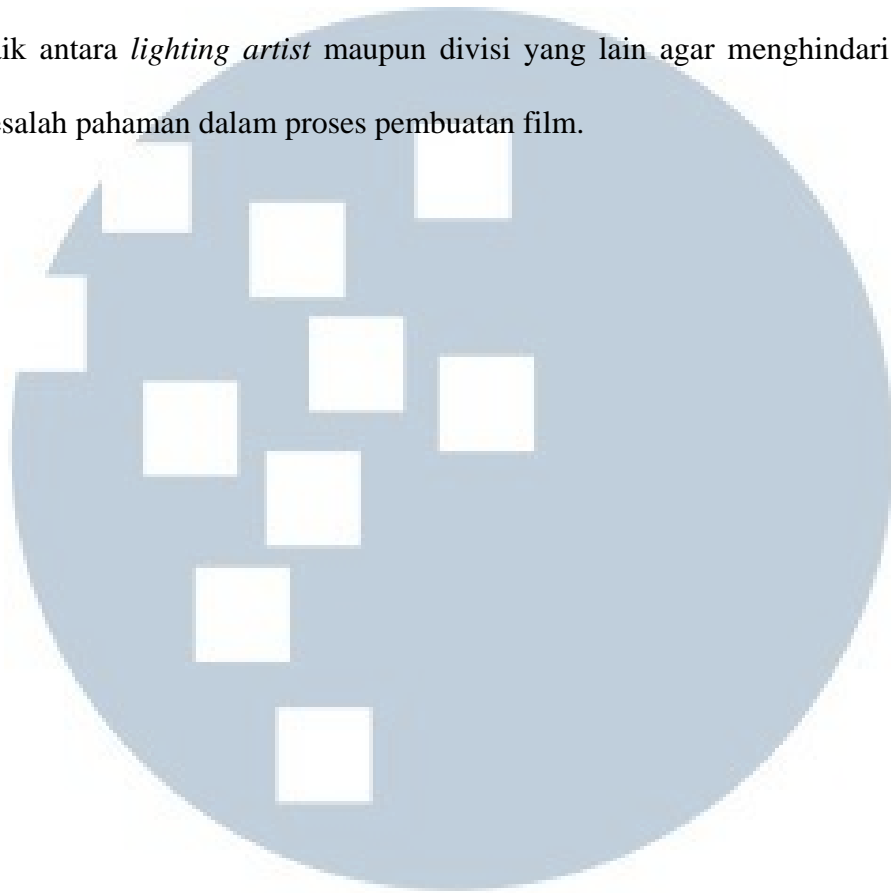 ik antara lighting artist maupun divisi yang lain agar menghindari
salah pahaman dalam proses pembuatan film.